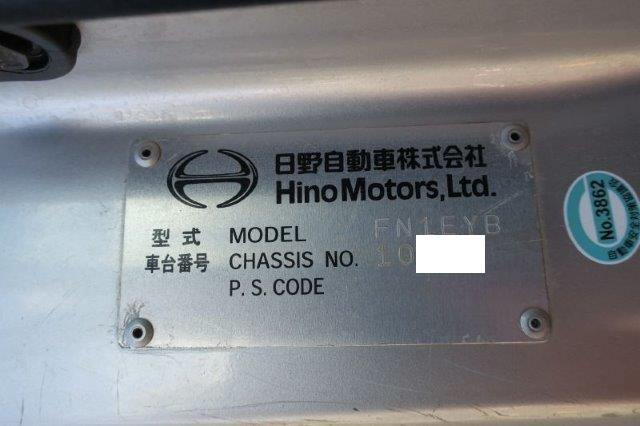 日野自動車株式会社
Hino Motors, Ltd.
型式 MODEL FN1EYB
車台番号 CHASSIS NO. 10
P. S. CODE
No.3862